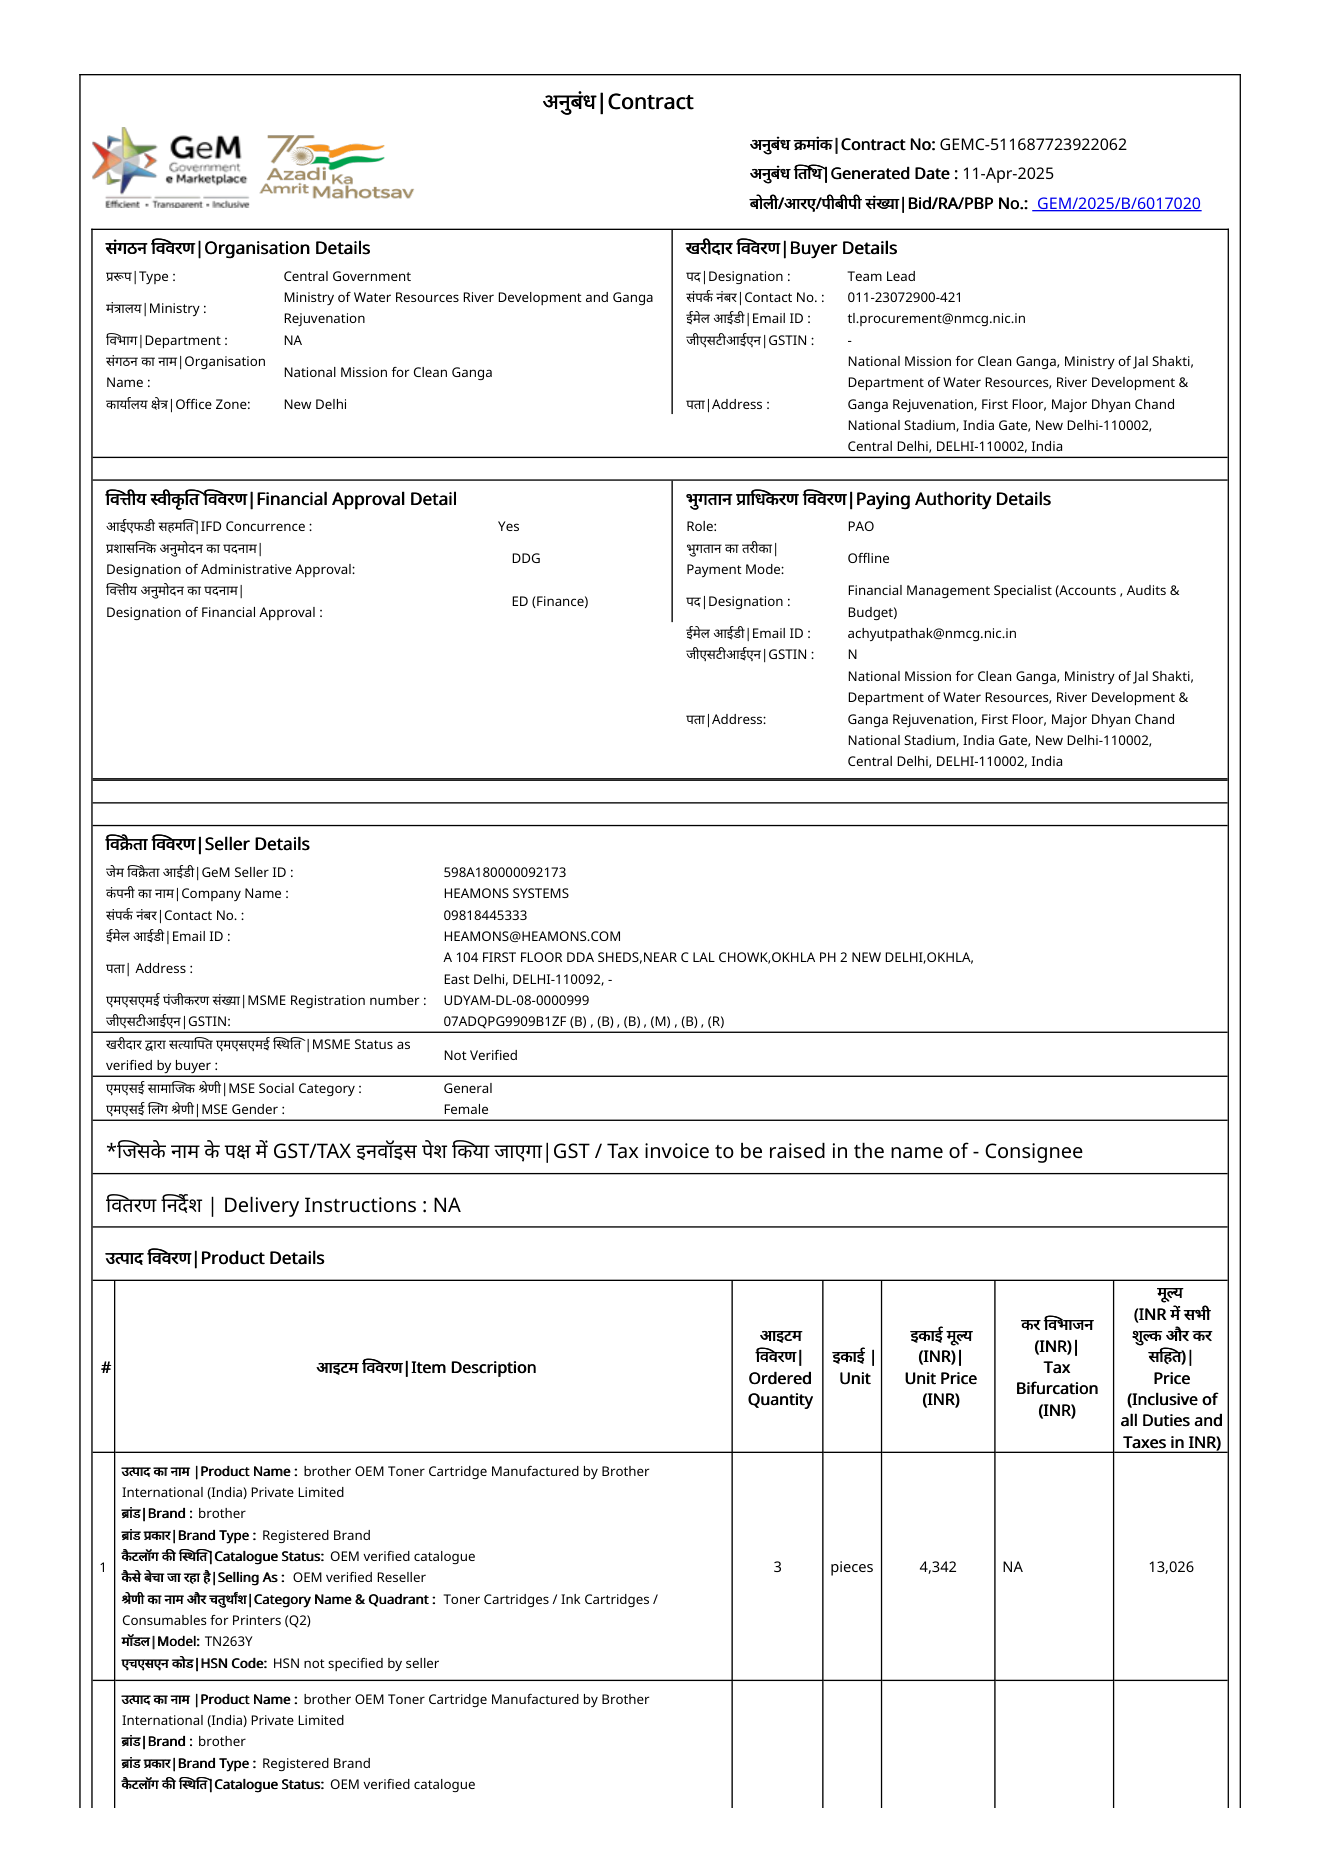 अनुबंध|Contract
GeM
Government
e Marketplace
Efficient • Transparent • Inclusive
75
Azadi Ka
Amrit Mahotsav
अनुबंध क्रमांक|Contract No: GEMC-511687723922062
अनुबंध तिथि|Generated Date : 11-Apr-2025
बोली/आरए/पीबीपी संख्या|Bid/RA/PBP No.: GEM/2025/B/6017020
संगठन विवरण|Organisation Details
प्ररूप|Type : Central Government
मंत्रालय|Ministry : Ministry of Water Resources River Development and Ganga
Rejuvenation
विभाग|Department : NA
संगठन का नाम|Organisation
Name :
National Mission for Clean Ganga
कार्यालय क्षेत्र|Office Zone: New Delhi
खरीदार विवरण|Buyer Details
पद|Designation : Team Lead
संपर्क नंबर|Contact No. : 011-23072900-421
ईमेल आईडी|Email ID : tl.procurement@nmcg.nic.in
जीएसटीआईएन|GSTIN : -
पता|Address :
National Mission for Clean Ganga, Ministry of Jal Shakti,
Department of Water Resources, River Development &
Ganga Rejuvenation, First Floor, Major Dhyan Chand
National Stadium, India Gate, New Delhi-110002,
Central Delhi, DELHI-110002, India
वित्तीय स्वीकृति विवरण|Financial Approval Detail
आईएफडी सहमति|IFD Concurrence : Yes
प्रशासनिक अनुमोदन का पदनाम|
Designation of Administrative Approval:
DDG
वित्तीय अनुमोदन का पदनाम|
Designation of Financial Approval :
ED (Finance)
भुगतान प्राधिकरण विवरण|Paying Authority Details
Role: PAO
भुगतान का तरीका|
Payment Mode:
Offline
पद|Designation :
Financial Management Specialist (Accounts , Audits &
Budget)
ईमेल आईडी|Email ID : achyutpathak@nmcg.nic.in
जीएसटीआईएन|GSTIN : N
पता|Address:
National Mission for Clean Ganga, Ministry of Jal Shakti,
Department of Water Resources, River Development &
Ganga Rejuvenation, First Floor, Major Dhyan Chand
National Stadium, India Gate, New Delhi-110002,
Central Delhi, DELHI-110002, India
विक्रेता विवरण|Seller Details
जेम विक्रेता आईडी|GeM Seller ID : 598A180000092173
कंपनी का नाम|Company Name : HEAMONS SYSTEMS
संपर्क नंबर|Contact No. : 09818445333
ईमेल आईडी|Email ID : HEAMONS@HEAMONS.COM
पता| Address :
A 104 FIRST FLOOR DDA SHEDS,NEAR C LAL CHOWK,OKHLA PH 2 NEW DELHI,OKHLA,
East Delhi, DELHI-110092, -
एमएसएमई पंजीकरण संख्या|MSME Registration number : UDYAM-DL-08-0000999
जीएसटीआईएन|GSTIN: 07ADQPG9909B1ZF (B) , (B) , (B) , (M) , (B) , (R)
खरीदार द्वारा सत्यापित एमएसएमई स्थिति|MSME Status as
verified by buyer :
Not Verified
एमएसई सामाजिक श्रेणी|MSE Social Category : General
एमएसई लिंग श्रेणी|MSE Gender : Female
*जिसके नाम के पक्ष में GST/TAX इनवॉइस पेश किया जाएगा|GST / Tax invoice to be raised in the name of - Consignee
वितरण निर्देश | Delivery Instructions : NA
उत्पाद विवरण|Product Details
#
आइटम विवरण|Item Description
आइटम
विवरण|
Ordered
Quantity
इकाई |
Unit
इकाई मूल्य
(INR)|
Unit Price
(INR)
कर विभाजन
(INR)|
Tax
Bifurcation
(INR)
मूल्य
(INR में सभी
शुल्क और कर
सहित)|
Price
(Inclusive of
all Duties and
Taxes in INR)
1
उत्पाद का नाम |Product Name : brother OEM Toner Cartridge Manufactured by Brother
International (India) Private Limited
ब्रांड|Brand : brother
ब्रांड प्रकार|Brand Type : Registered Brand
कैटलॉग की स्थिति|Catalogue Status: OEM verified catalogue
कैसे बेचा जा रहा है|Selling As : OEM verified Reseller
श्रेणी का नाम और चतुर्थांश|Category Name & Quadrant : Toner Cartridges / Ink Cartridges /
Consumables for Printers (Q2)
मॉडल|Model: TN263Y
एचएसएन कोड|HSN Code: HSN not specified by seller
3 pieces 4,342 NA 13,026
उत्पाद का नाम |Product Name : brother OEM Toner Cartridge Manufactured by Brother
International (India) Private Limited
ब्रांड|Brand : brother
ब्रांड प्रकार|Brand Type : Registered Brand
कैटलॉग की स्थिति|Catalogue Status: OEM verified catalogue